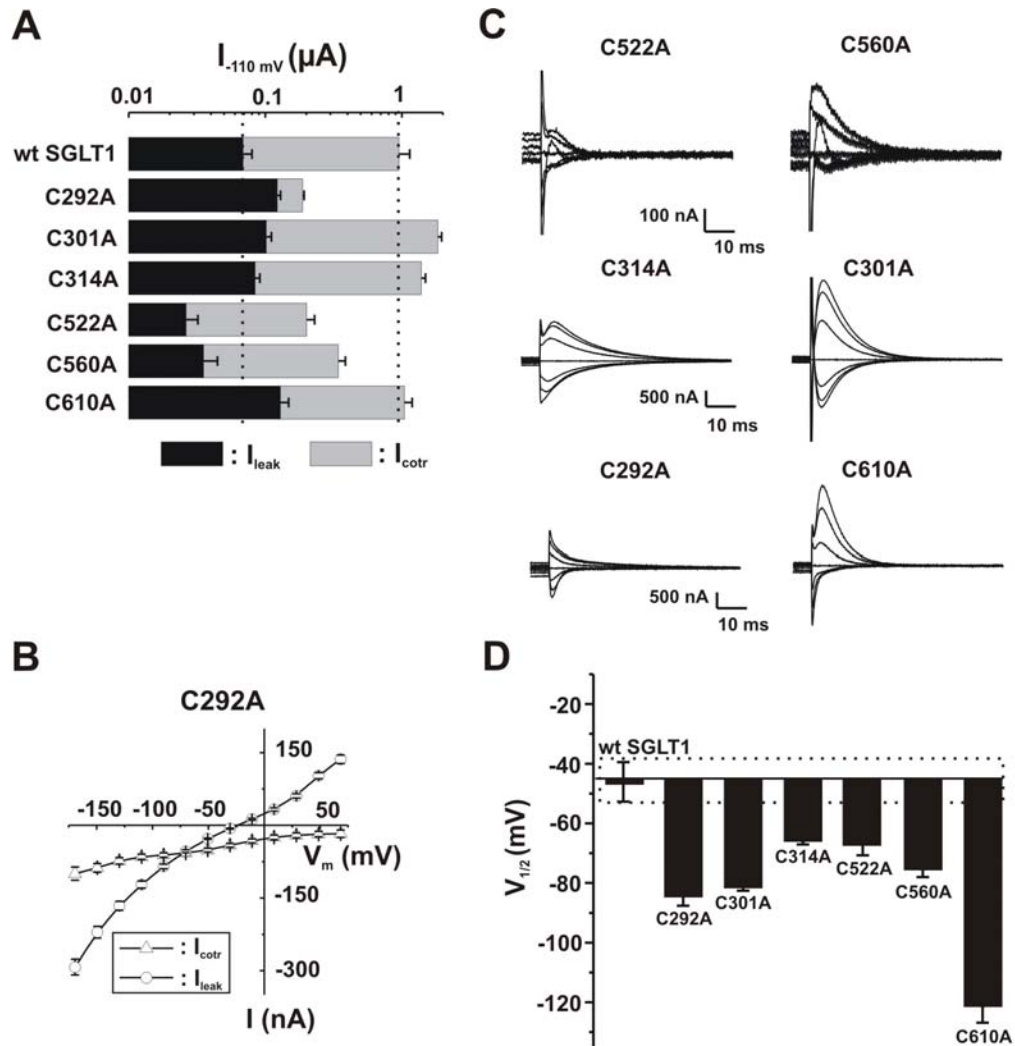 A
I-110 mV (µA)
0.01 0.1 1
wt SGLT1
C292A
C301A
C314A
C522A
C560A
C610A
: Ileak : Icotr
B
C292A
150
-150 -100 -50 50
Vm (mV)
-150
: Icotr
: Ileak
-300
I (nA)
C
C522A C560A
100 nA
10 ms
C314A C301A
500 nA
10 ms
C292A C610A
500 nA
10 ms
D
V1/2 (mV)
-20
-40
-60
-80
-100
-120
wt SGLT1
C292A
C301A
C314A
C522A
C560A
C610A